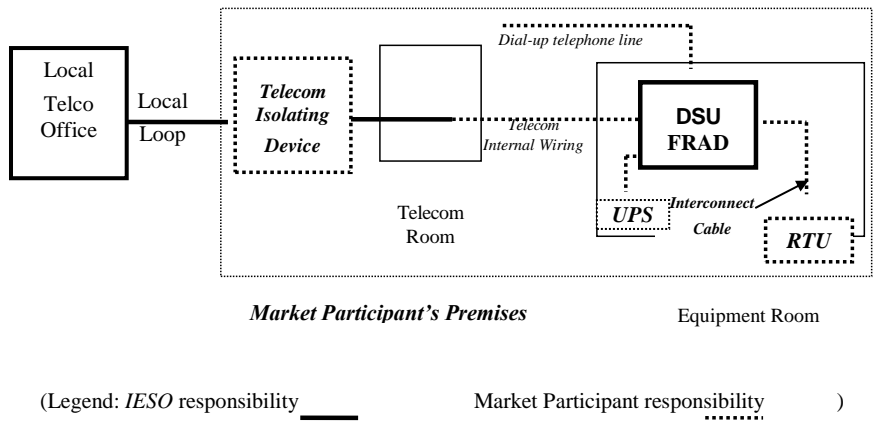 Dial-up telephone line
Local
Telco
Office
Local
Loop
Telecom
Isolating
Device
Telecom
Internal Wiring
DSU
FRAD
Telecom
Room
UPS
Interconnect
Cable
RTU
Market Participant's Premises
Equipment Room
(Legend: IESO responsibility
Market Participant responsibility )